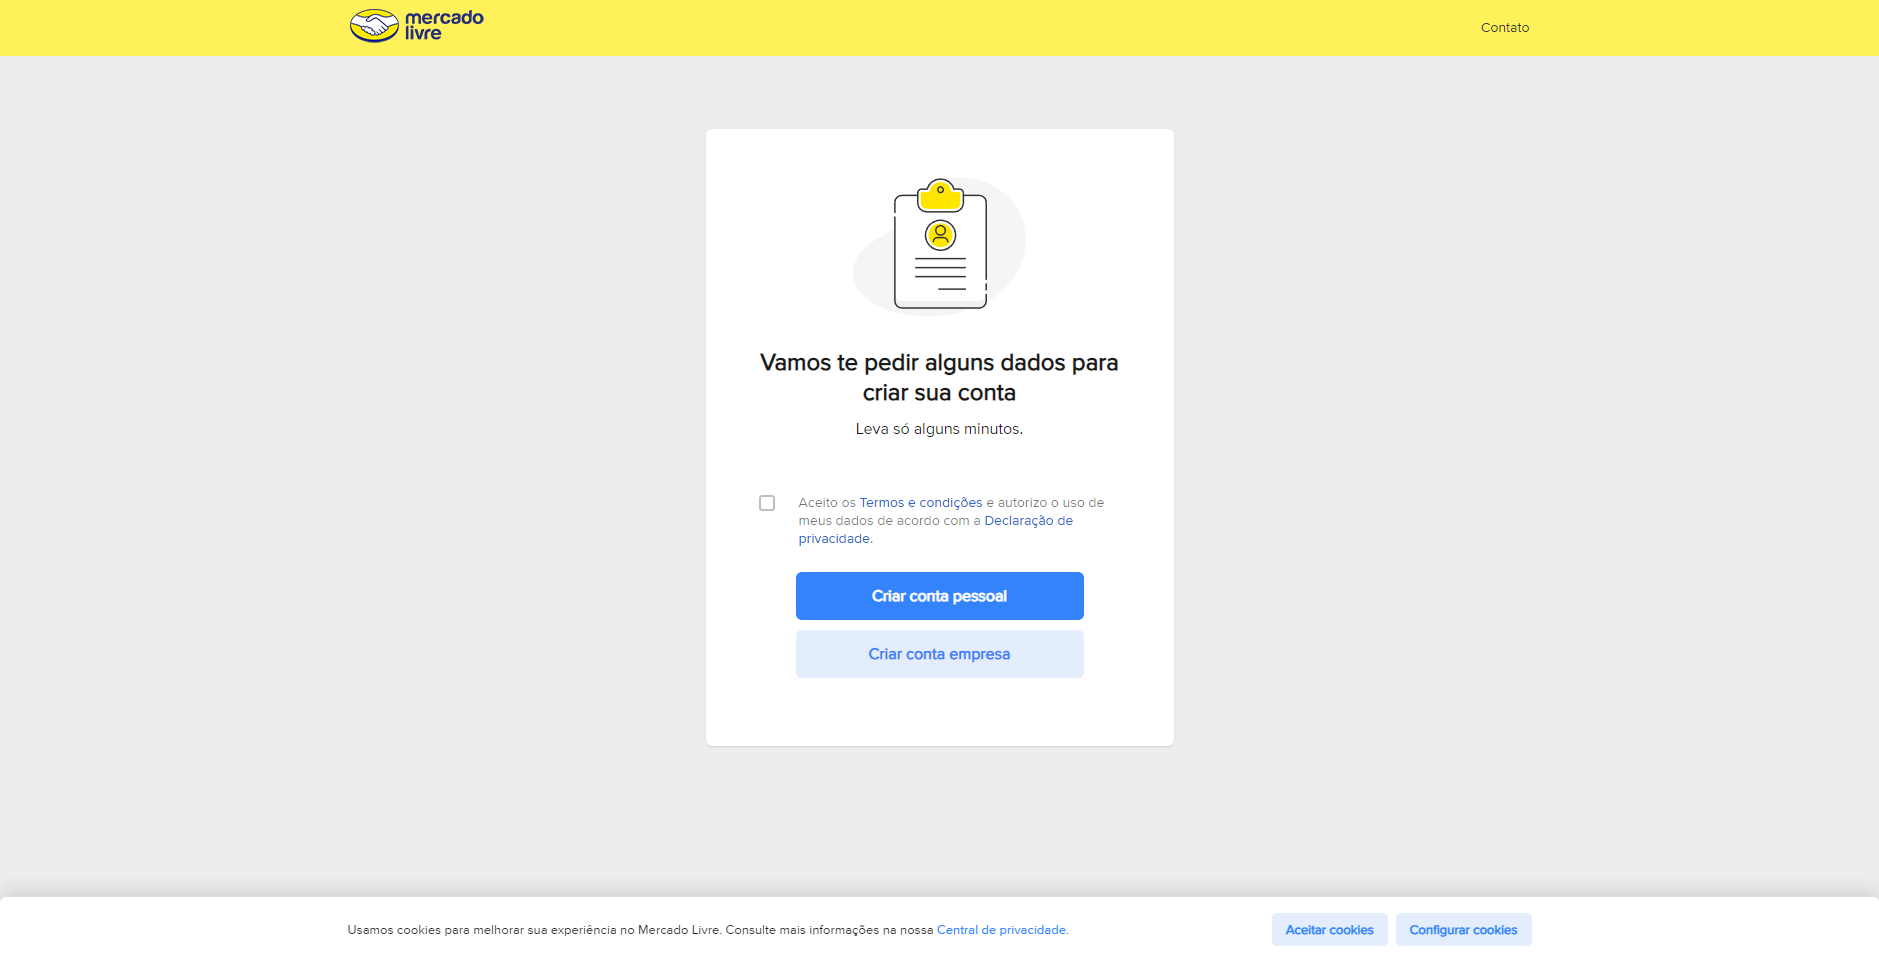 mercado
livre
Contato
Vamos te pedir alguns dados para
criar sua conta
Leva só alguns minutos.
Aceito os Termos e condições e autorizo o uso de
meus dados de acordo com a Declaração de
privacidade.
Criar conta pessoal
Criar conta empresa
Usamos cookies para melhorar sua experiência no Mercado Livre. Consulte mais informações na nossa Central de privacidade.
Aceitar cookies
Configurar cookies